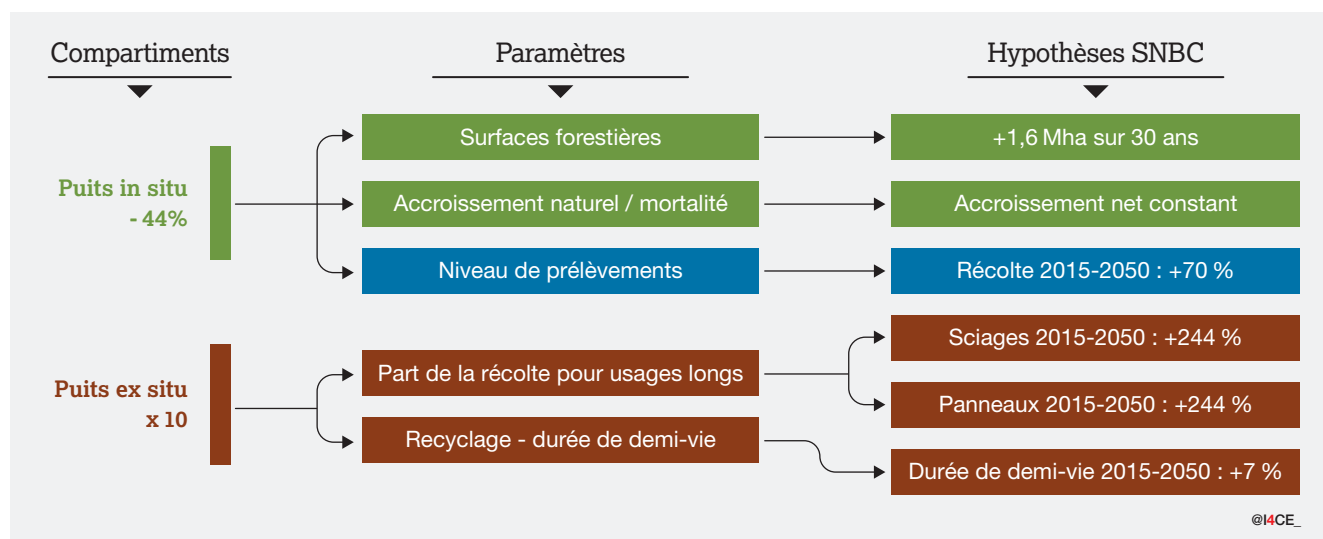 Compartiments
Paramètres
Hypothèses SNBC
Puits in situ
- 44%
Surfaces forestières
+1,6 Mha sur 30 ans
Accroissement naturel / mortalité
Accroissement net constant
Niveau de prélèvements
Récolte 2015-2050 : +70 %
Puits ex situ
x 10
Part de la récolte pour usages longs
Sciages 2015-2050 : +244 %
Panneaux 2015-2050 : +244 %
Recyclage - durée de demi-vie
Durée de demi-vie 2015-2050 : +7 %
@I4CE_